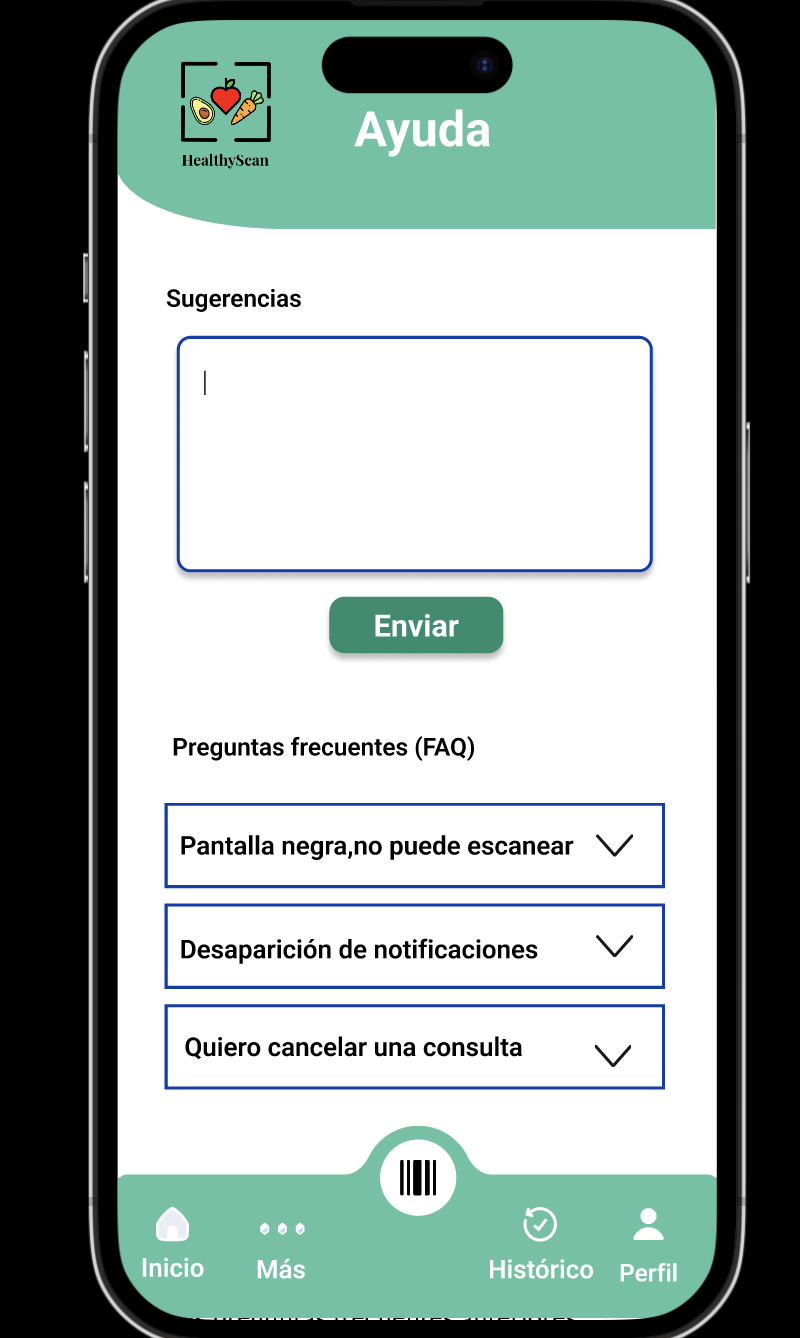 HealthyScan
Ayuda
Sugerencias
Enviar
Preguntas frecuentes (FAQ)
Pantalla negra,no puede escanear
Desaparición de notificaciones
Quiero cancelar una consulta
Inicio
Más
Histórico
Perfil